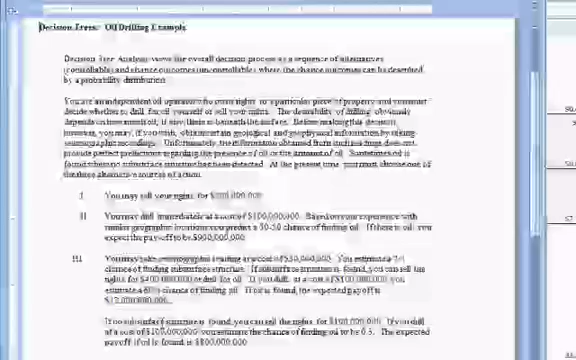 Decision Trees: Oil Drilling Example
Decision Tree Analysis views the overall decision process as a sequence of alternatives
(controllable) and chance outcomes (uncontrollable) where the chance outcomes can be described
by a probability distribution.
You are an independent oil operator who owns rights to a particular piece of property and you must
decide whether to drill for oil yourself or sell your rights. The desirability of drilling obviously
depends on how much oil, if any, there is beneath the surface. Before making this decision,
however, you may, if you wish, obtain certain geological and geophysical information by taking
seismographic recordings. Unfortunately, the information obtained from such readings does not
provide perfect predictions regarding the presence of oil or the amount of oil. Sometimes oil is
found when no subsurface structure has been detected. At the present time, you must choose one of
the three alternative courses of action.
I You may sell your rights for
II You may drill immediately at a cost of $100,000,000. Based on your experience with
similar geographic locations you predict a 50-50 chance of finding oil. If there is oil, you
expect the payoff to be $900,000,000.
III You may take seismographic reading at a cost of You estimate a
chance of finding subsurface structure. If subsurface structure is found, you can sell the
rights for $400,000,000 or drill for oil. If you drill, at a cost of $100,000,000, you
estimate a chance of finding oil. If oil is found, the expected payoff is
If no subsurface structure is found, you can sell the rights for $100,000,000. If you drill
at a cost of $100,000,000 you estimate the chance of finding oil to be The expected
payoff if oil is found is $800,000,000